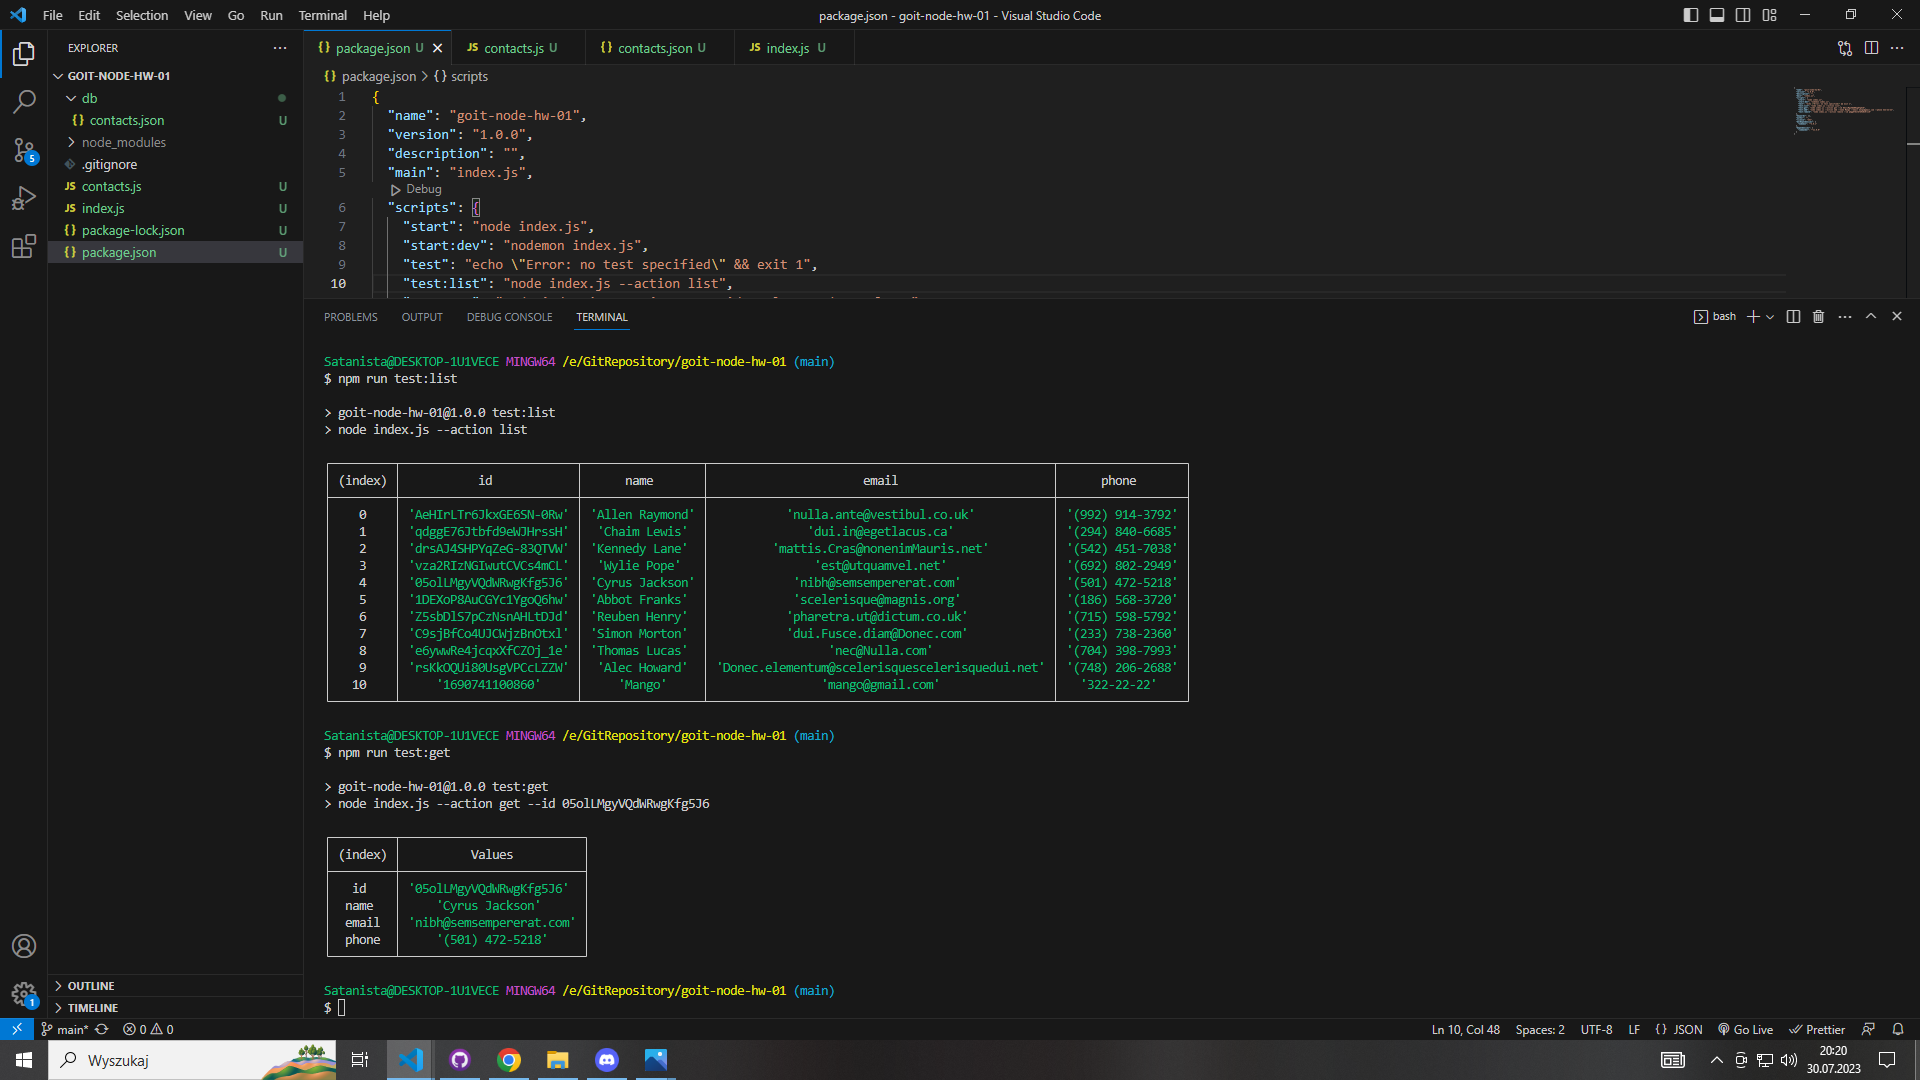 File Edit Selection View Go Run Terminal Help
package.json - goit-node-hw-01 - Visual Studio Code
EXPLORER
GOIT-NODE-HW-01
db
{} contacts.json U
node_modules
.gitignore
JS contacts.js U
JS index.js U
{} package-lock.json U
{} package.json U
OUTLINE
TIMELINE
5
1
{} package.json U
JS contacts.js U
{} contacts.json U
JS index.js U
{} package.json > {} scripts
1 {
2 "name": "goit-node-hw-01",
3 "version": "1.0.0",
4 "description": "",
5 "main": "index.js",
Debug
6 "scripts": {
7 "start": "node index.js",
8 "start:dev": "nodemon index.js",
9 "test": "echo \"Error: no test specified\" && exit 1",
10 "test:list": "node index.js --action list",
PROBLEMS OUTPUT DEBUG CONSOLE TERMINAL
bash
Satanista@DESKTOP-1U1VECE MINGW64 /e/GitRepository/goit-node-hw-01 (main)
$ npm run test:list
> goit-node-hw-01@1.0.0 test:list
> node index.js --action list
(index) id name email phone
0 'AeHIrLTr6JkxGE6SN-0Rw' 'Allen Raymond' 'nulla.ante@vestibul.co.uk' '(992) 914-3792'
1 'qdggE76Jtbfd9eWJHrssH' 'Chaim Lewis' 'dui.in@egetlacus.ca' '(294) 840-6685'
2 'drsAJ4SHPYqZeG-83QTVW' 'Kennedy Lane' 'mattis.Cras@nonenimMauris.net' '(542) 451-7038'
3 'vza2RIzNGIwutCVCs4mCL' 'Wylie Pope' 'est@utquamvel.net' '(692) 802-2949'
4 '05olLMgyVQdWRwgKfg5J6' 'Cyrus Jackson' 'nibh@semsempererat.com' '(501) 472-5218'
5 '1DEXoP8AuCGYc1YgoQ6hw' 'Abbot Franks' 'scelerisque@magnis.org' '(186) 568-3720'
6 'Z5sbDlS7pCzNsnAHLtDJd' 'Reuben Henry' 'pharetra.ut@dictum.co.uk' '(715) 598-5792'
7 'C9sjBfCo4UJCWjzBnOtxl' 'Simon Morton' 'dui.Fusce.diam@Donec.com' '(233) 738-2360'
8 'e6ywwRe4jcqxXfCZOj_1e' 'Thomas Lucas' 'nec@Nulla.com' '(704) 398-7993'
9 'rsKkOQUi80UsgVPCcLZZW' 'Alec Howard' 'Donec.elementum@scelerisquescelerisquedui.net' '(748) 206-2688'
10 '1690741100860' 'Mango' 'mango@gmail.com' '322-22-22'
Satanista@DESKTOP-1U1VECE MINGW64 /e/GitRepository/goit-node-hw-01 (main)
$ npm run test:get
> goit-node-hw-01@1.0.0 test:get
> node index.js --action get --id 05olLMgyVQdWRwgKfg5J6
(index) Values
id '05olLMgyVQdWRwgKfg5J6'
name 'Cyrus Jackson'
email 'nibh@semsempererat.com'
phone '(501) 472-5218'
Satanista@DESKTOP-1U1VECE MINGW64 /e/GitRepository/goit-node-hw-01 (main)
$
main* 0 0
Ln 10, Col 48 Spaces: 2 UTF-8 LF {} JSON Go Live Prettier
Wyszukaj
20:20
30.07.2023